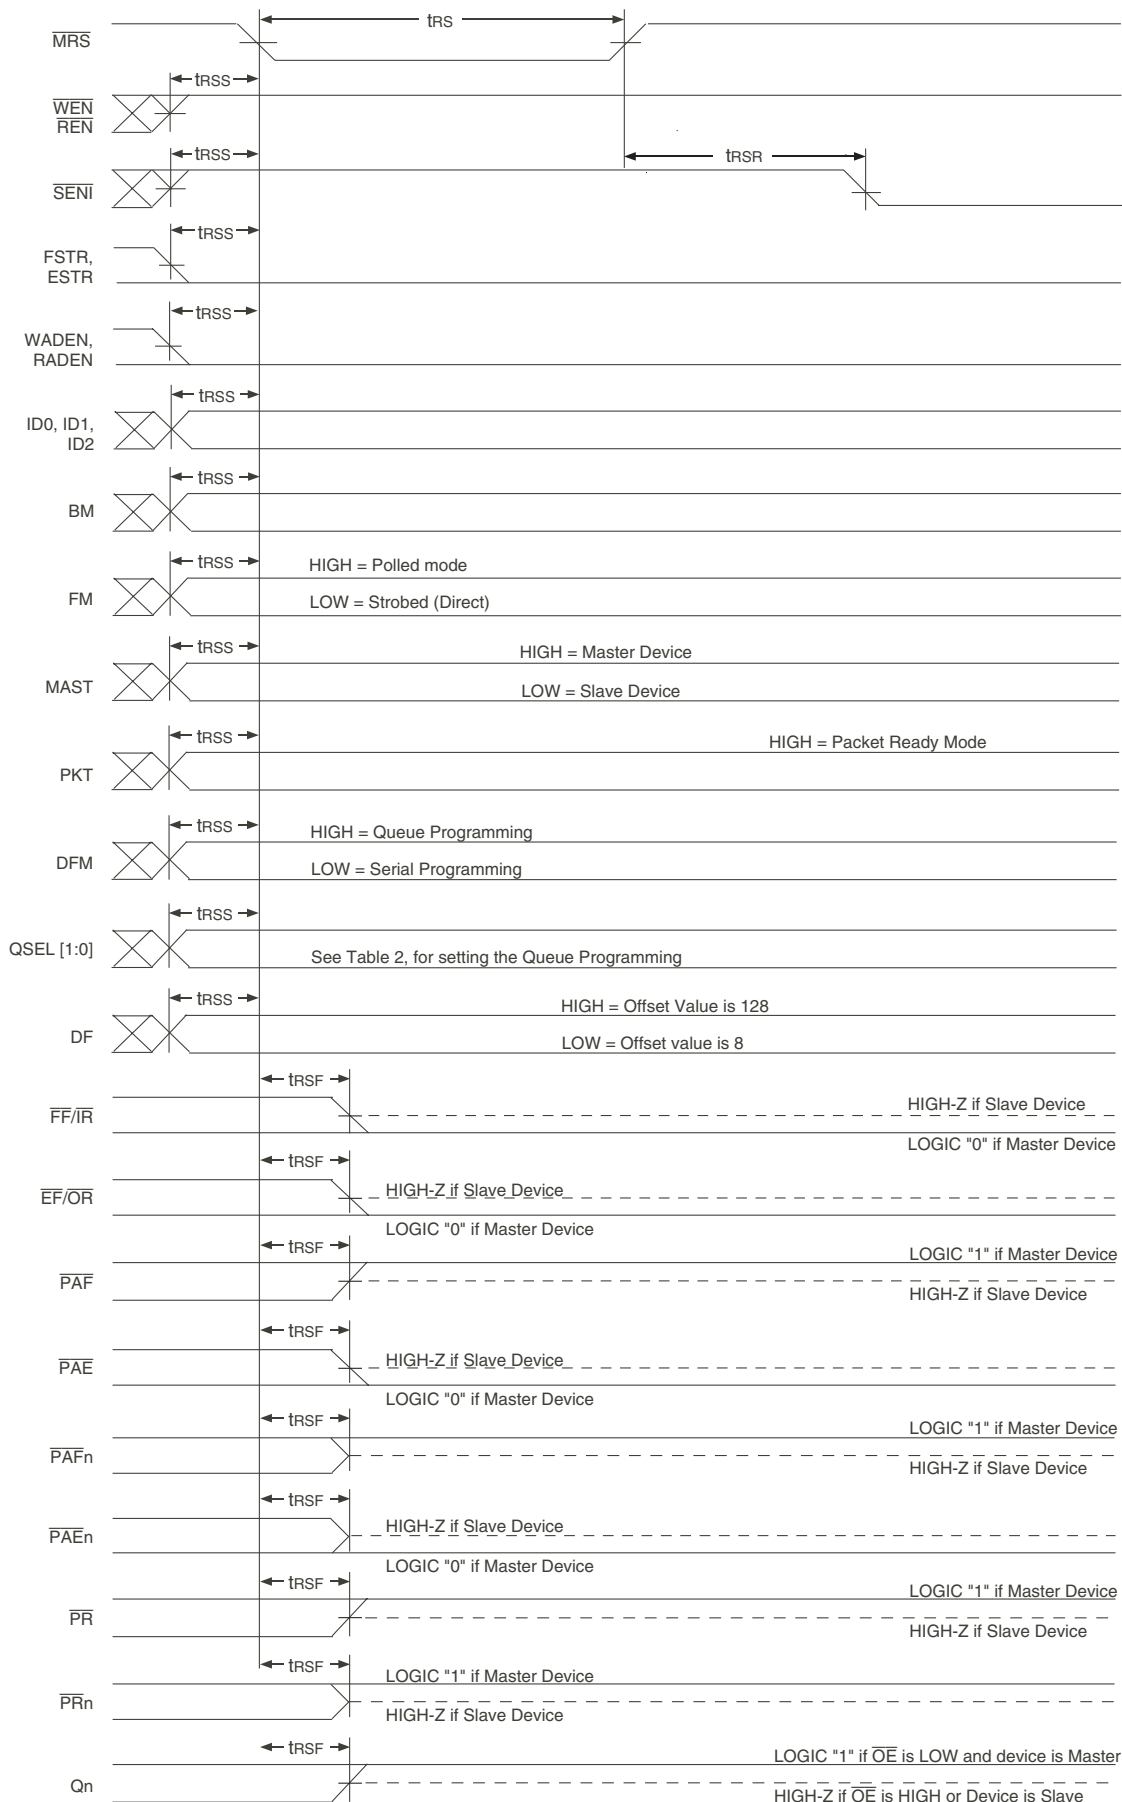 tRS
MRS
tRSS
WEN
REN
tRSS
tRSR
SENI
tRSS
FSTR,
ESTR
tRSS
WADEN,
RADEN
tRSS
ID0, ID1,
ID2
tRSS
BM
tRSS
HIGH = Polled mode
FM
LOW = Strobed (Direct)
tRSS
HIGH = Master Device
MAST
LOW = Slave Device
tRSS
HIGH = Packet Ready Mode
PKT
tRSS
HIGH = Queue Programming
DFM
LOW = Serial Programming
tRSS
QSEL [1:0]
See Table 2, for setting the Queue Programming
tRSS
HIGH = Offset Value is 128
DF
LOW = Offset value is 8
tRSF
HIGH-Z if Slave Device
FF/IR
LOGIC "0" if Master Device
tRSF
HIGH-Z if Slave Device
EF/OR
LOGIC "0" if Master Device
tRSF
LOGIC "1" if Master Device
PAF
HIGH-Z if Slave Device
tRSF
HIGH-Z if Slave Device
PAE
LOGIC "0" if Master Device
tRSF
LOGIC "1" if Master Device
PAFn
HIGH-Z if Slave Device
tRSF
HIGH-Z if Slave Device
PAEn
LOGIC "0" if Master Device
tRSF
LOGIC "1" if Master Device
PR
HIGH-Z if Slave Device
tRSF
LOGIC "1" if Master Device
PRn
HIGH-Z if Slave Device
tRSF
LOGIC "1" if OE is LOW and device is Master
Qn
HIGH-Z if OE is HIGH or Device is Slave